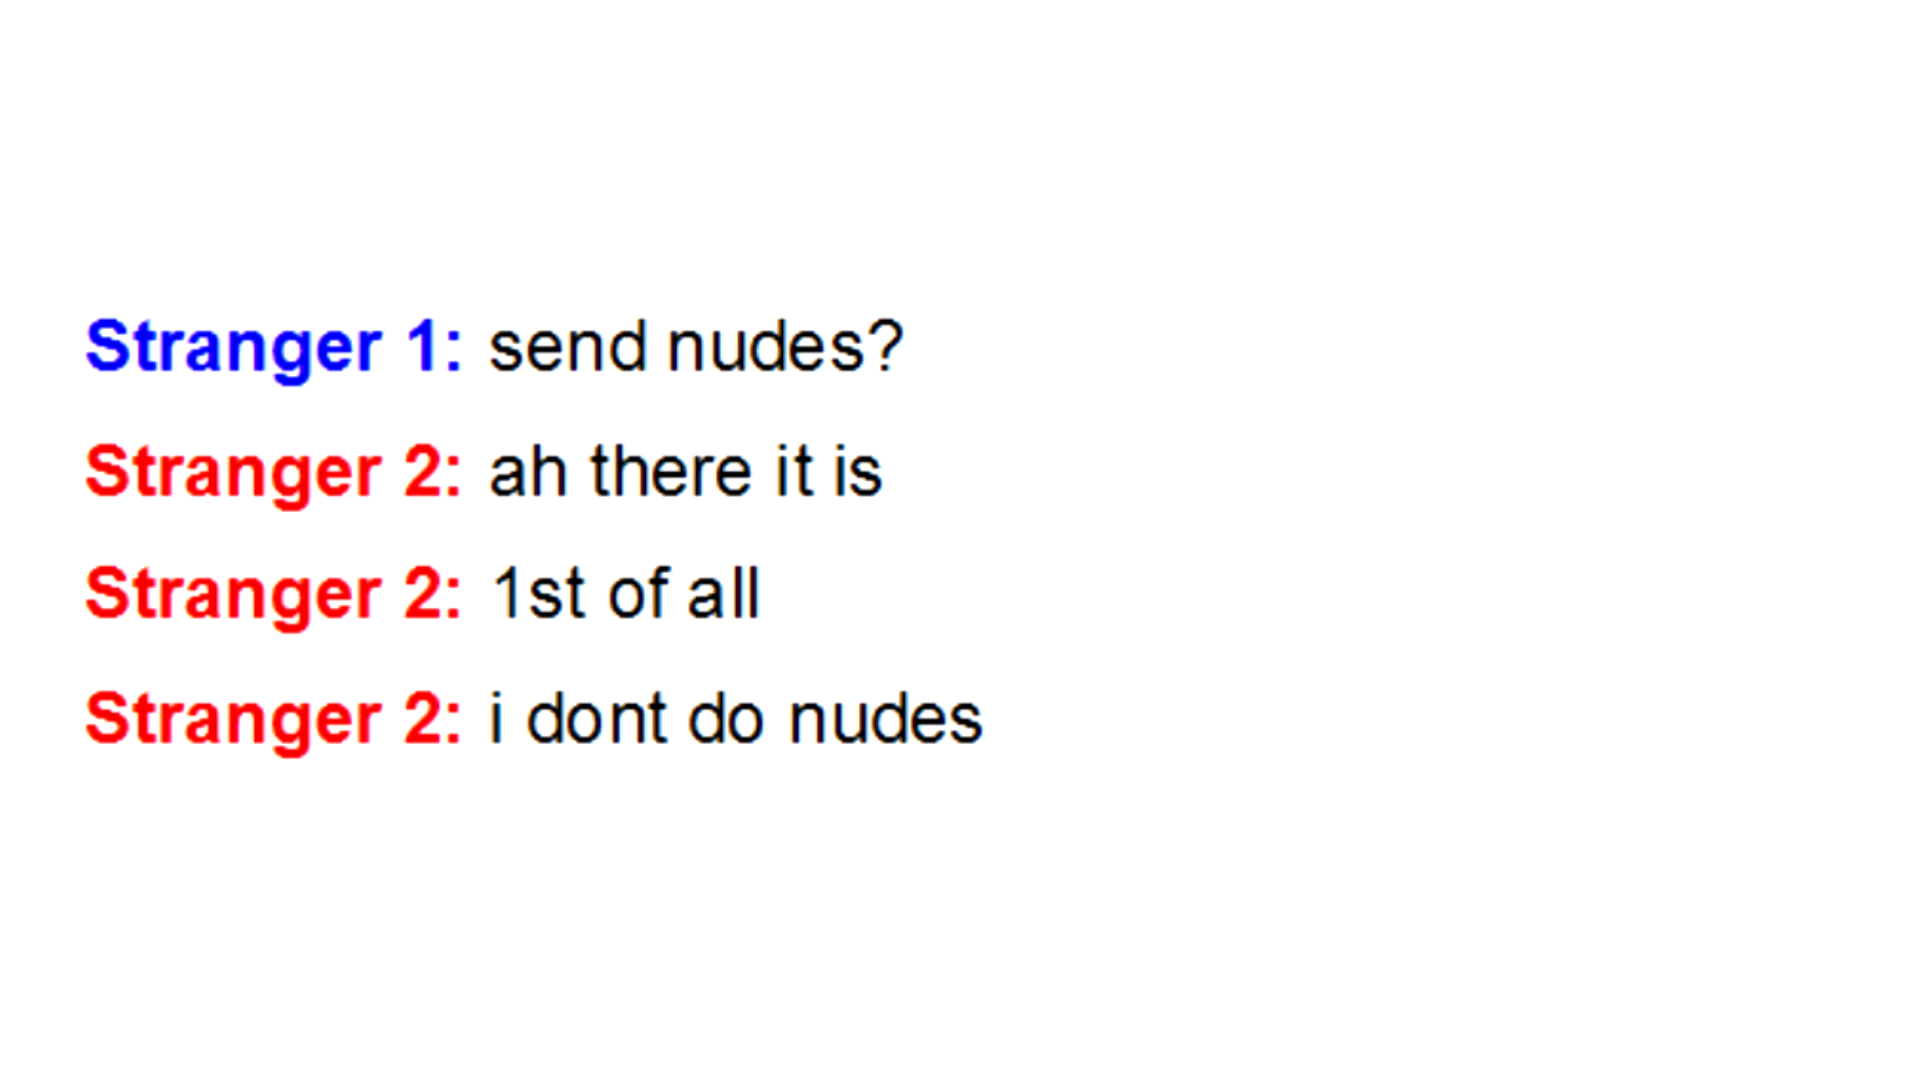 Stranger 1: send nudes?
Stranger 2: ah there it is
Stranger 2: 1st of all
Stranger 2: i dont do nudes